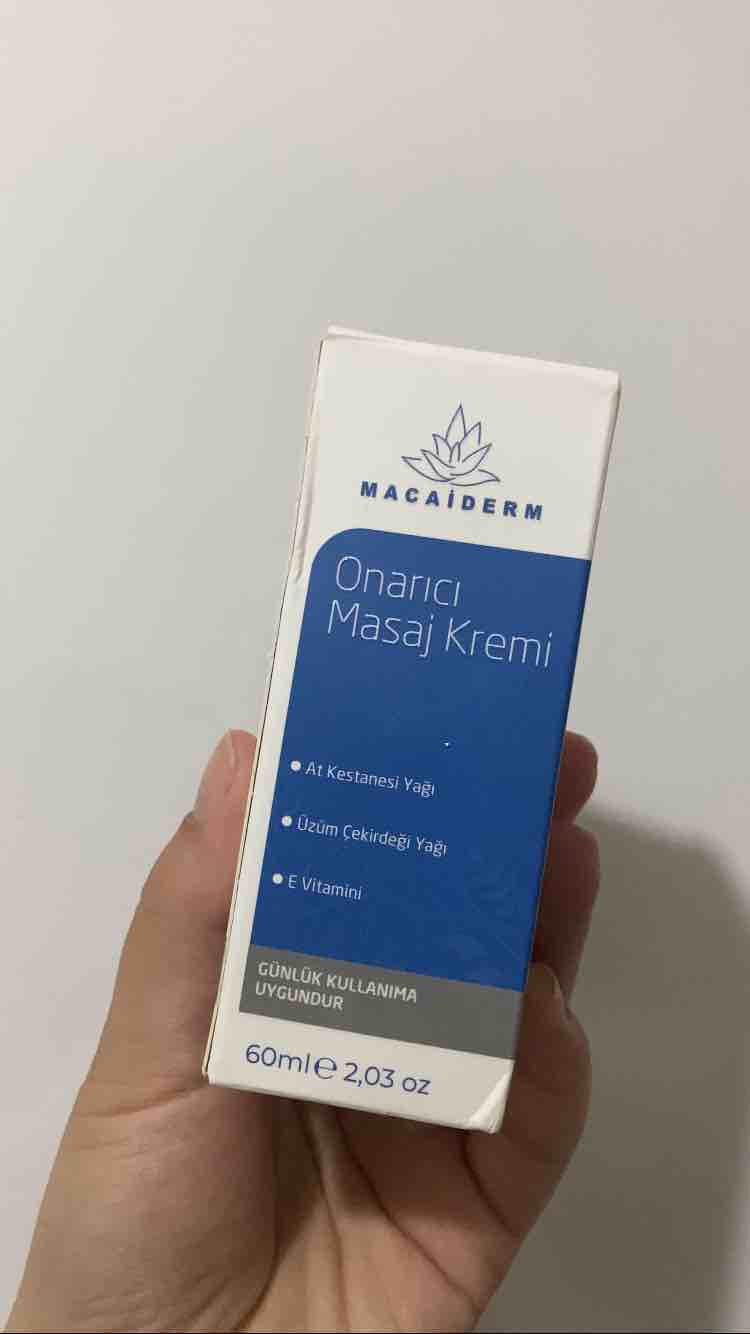 MACAİDERM
Onarıcı
Masaj Kremi
At Kestanesi Yağı
Üzüm Çekirdeği Yağı
E Vitamini
GÜNLÜK KULLANIMA
UYGUNDUR
60ml℮ 2,03 oz